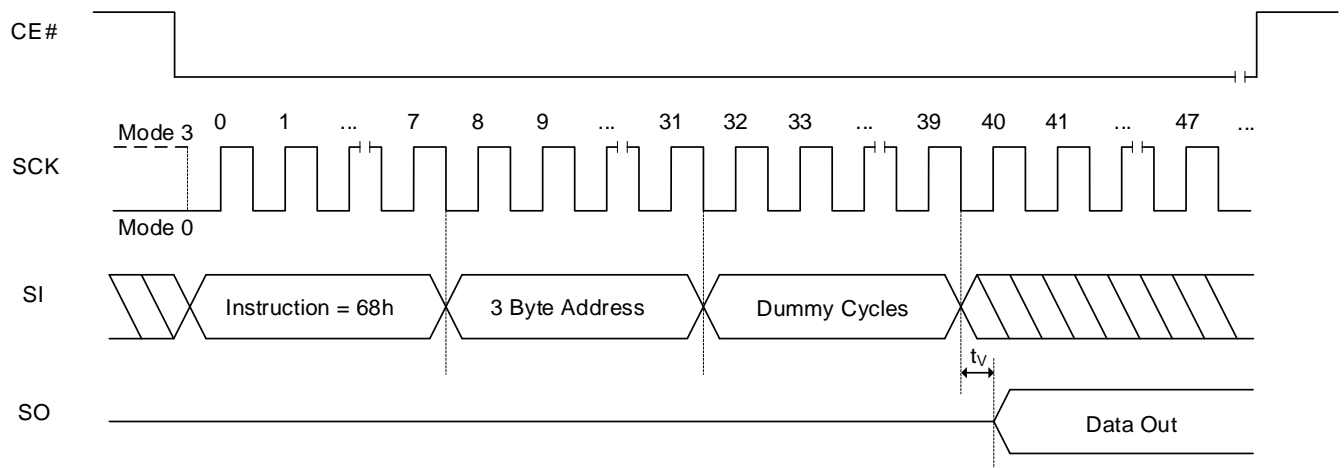 CE#
0 1 ... 7 8 9 ... 31 32 33 ... 39 40 41 ... 47 ...
Mode 3
SCK
Mode 0
SI
Instruction = 68h
3 Byte Address
Dummy Cycles
tV
SO
Data Out